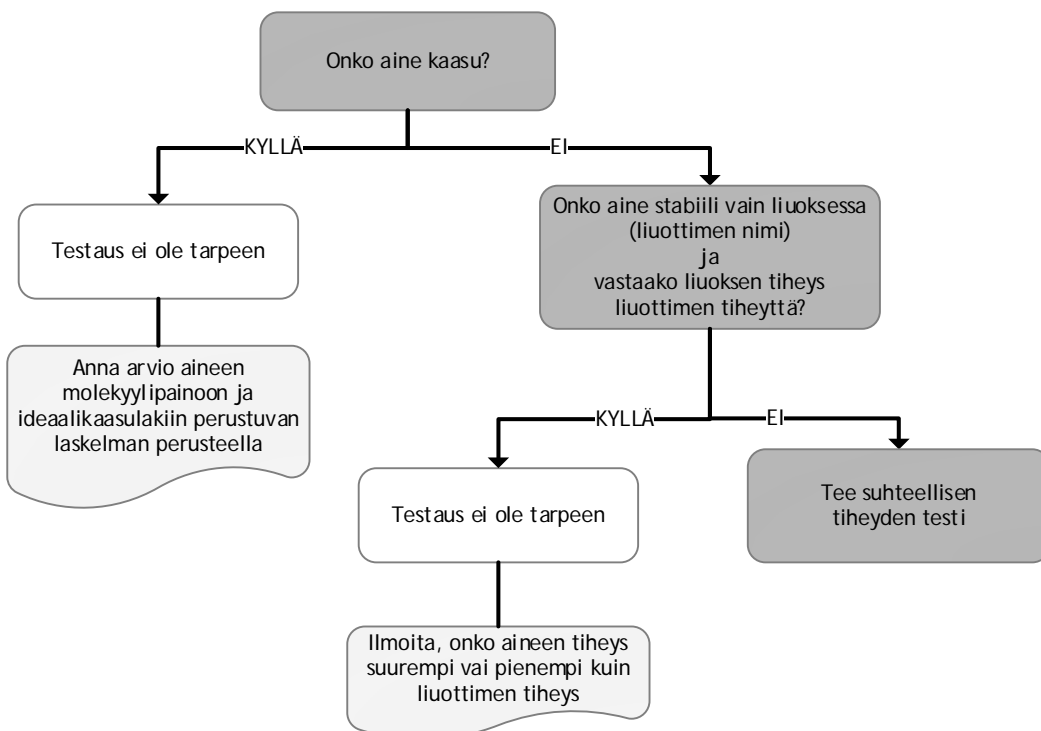 Onko aine kaasu?
KYLLÄ
EI
Testaus ei ole tarpeen
Onko aine stabiili vain liuoksessa
(liuottimen nimi)
ja
vastaako liuoksen tiheys
liuottimen tiheyttä?
Anna arvio aineen
molekyylipainoon ja
ideaalikaasulakiin perustuvan
laskelman perusteella
KYLLÄ
EI
Testaus ei ole tarpeen
Tee suhteellisen
tiheyden testi
Ilmoita, onko aineen tiheys
suurempi vai pienempi kuin
liuottimen tiheys